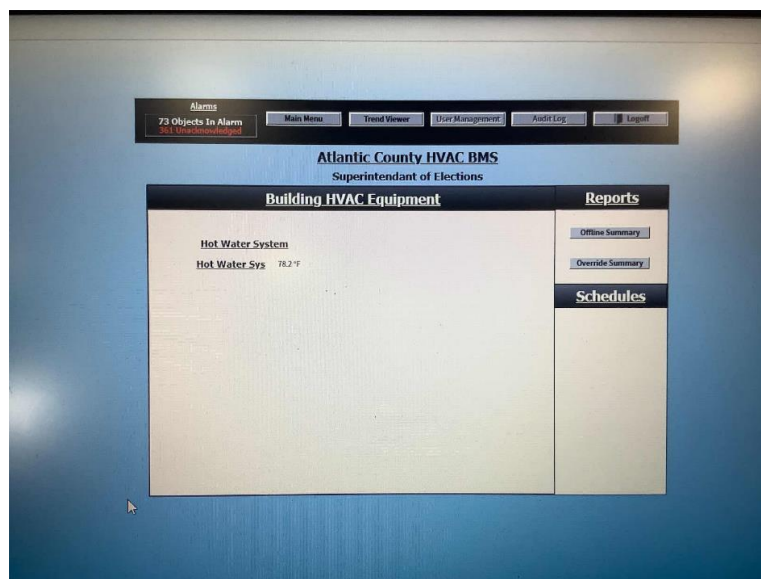 Alarms
73 Objects In Alarm
361 Unacknowledged
Main Menu
Trend Viewer
User Management
Audit Log
Logoff
Atlantic County HVAC BMS
Superintendant of Elections
Building HVAC Equipment
Hot Water System
Hot Water Sys 78.2 °F
Reports
Offline Summary
Override Summary
Schedules